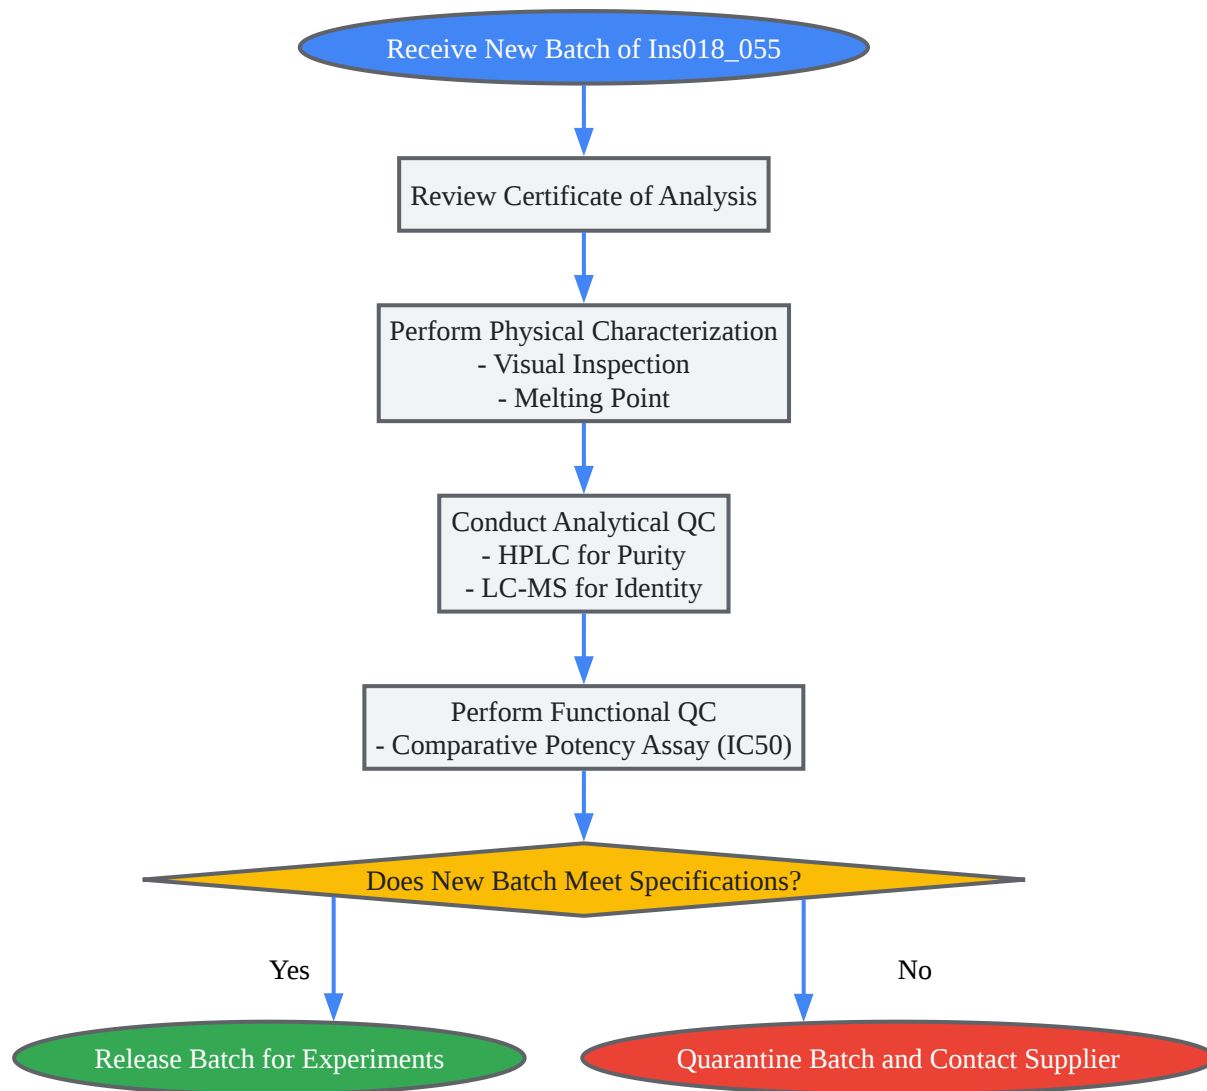 Receive New Batch of Ins018_055
Review Certificate of Analysis
Perform Physical Characterization
- Visual Inspection
- Melting Point
Conduct Analytical QC
- HPLC for Purity
- LC-MS for Identity
Perform Functional QC
- Comparative Potency Assay (IC50)
Does New Batch Meet Specifications?
Yes
No
Release Batch for Experiments
Quarantine Batch and Contact Supplier